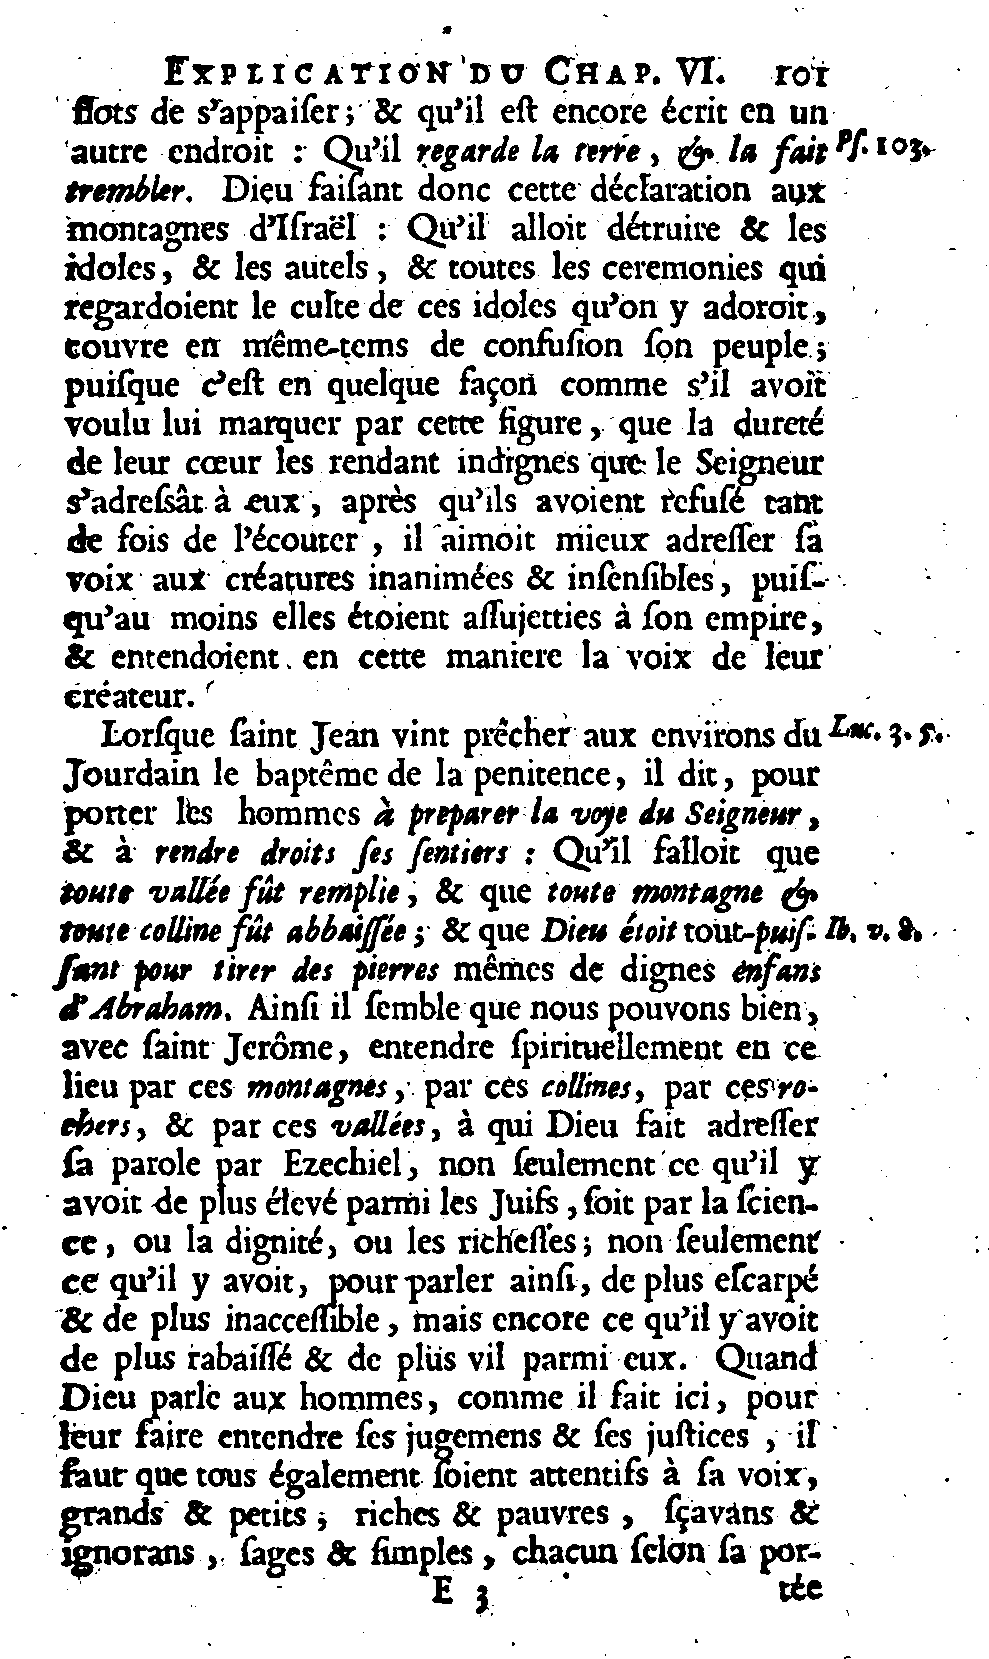 EXPLICATION DU CHAP. VI. 101
flots de s'appaiſer; & qu'il eſt encore écrit en un
autre endroit : Qu'il regarde la terre, & la fait Pſ. 103.
trembler. Dieu faiſant donc cette déclaration aux
montagnes d'Iſraël : Qu'il alloit détruire & les
idoles, & les autels, & toutes les ceremonies qui
regardoient le culte de ces idoles qu'on y adoroit,
couvre en même-tems de confuſion ſon peuple;
puiſque c'eſt en quelque façon comme s'il avoit
voulu lui marquer par cette figure, que la dureté
de leur cœur les rendant indignes que le Seigneur
s'adreſsât à eux, après qu'ils avoient refuſé tant
de fois de l'écouter, il aimoit mieux adreſſer ſa
voix aux créatures inanimées & inſenſibles, puiſ-
qu'au moins elles étoient aſſujetties à ſon empire,
& entendoient en cette maniere la voix de leur
créateur.
Lorſque ſaint Jean vint prêcher aux environs du Luc. 3. 5.
Jourdain le baptême de la penitence, il dit, pour
porter les hommes à preparer la voye du Seigneur,
& à rendre droits ſes ſentiers : Qu'il falloit que
toute vallée fût remplie, & que toute montagne &
toute colline fût abbaiſſée; & que Dieu étoit tout-puiſ- Ib. v. 8.
ſant pour tirer des pierres mêmes de dignes enfans
d'Abraham. Ainſi il ſemble que nous pouvons bien,
avec ſaint Jerôme, entendre ſpirituellement en ce
lieu par ces montagnes, par ces collines, par ces ro-
chers, & par ces vallées, à qui Dieu fait adreſſer
ſa parole par Ezechiel, non ſeulement ce qu'il y
avoit de plus élevé parmi les Juifs, ſoit par la ſcien-
ce, ou la dignité, ou les richeſſes; non ſeulement
ce qu'il y avoit, pour parler ainſi, de plus eſcarpé
& de plus inacceſſible, mais encore ce qu'il y avoit
de plus rabaiſſé & de plus vil parmi eux. Quand
Dieu parle aux hommes, comme il fait ici, pour
leur faire entendre ſes jugemens & ſes juſtices, il
faut que tous également ſoient attentifs à ſa voix,
grands & petits; riches & pauvres, ſçavans &
ignorans, ſages & ſimples, chacun ſelon ſa por-
E 3 tée